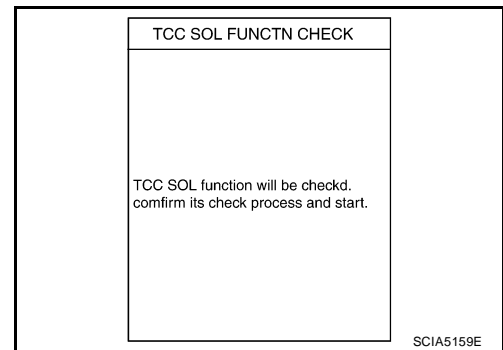 TCC SOL FUNCTN CHECK
TCC SOL function will be checkd.
comfirm its check process and start.
SCIA5159E